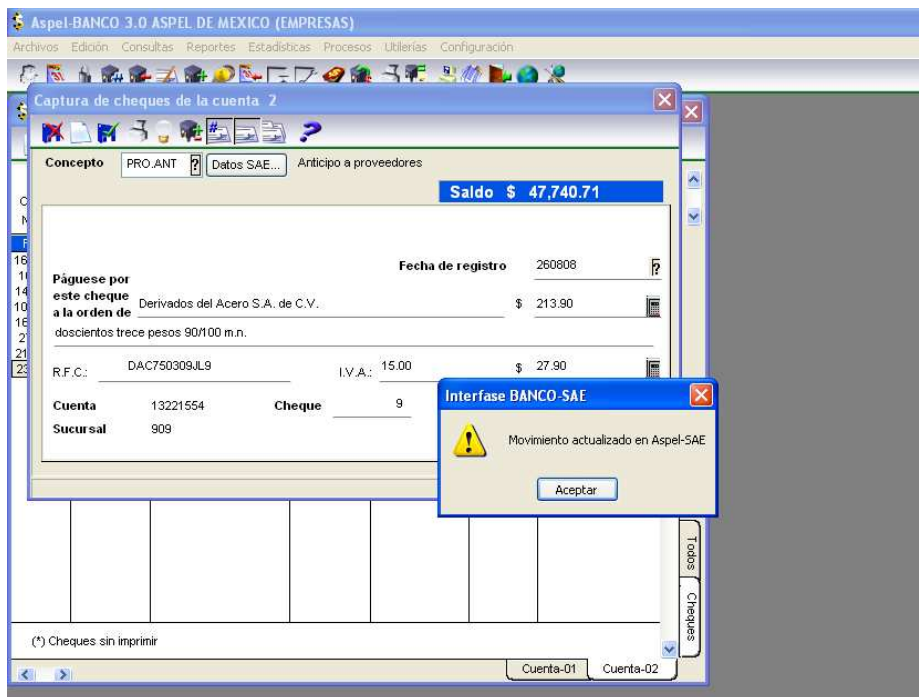 Aspel-BANCO 3.0 ASPEL DE MEXICO (EMPRESAS)
Archivos Edición Consultas Reportes Estadísticas Procesos Utilerías Configuración
Captura de cheques de la cuenta 2
Concepto PRO.ANT ? Datos SAE... Anticipo a proveedores
Saldo $ 47,740.71
Fecha de registro 260808 ?
Páguese por
este cheque
a la orden de Derivados del Acero S.A. de C.V. $ 213.90
doscientos trece pesos 90/100 m.n.
R.F.C.: DAC750309JL9 I.V.A.: 15.00 $ 27.90
Cuenta 13221554 Cheque 9
Sucursal 909
Interfase BANCO-SAE
Movimiento actualizado en Aspel-SAE
Aceptar
Todos
Cheques
(*) Cheques sin imprimir
Cuenta-01 Cuenta-02